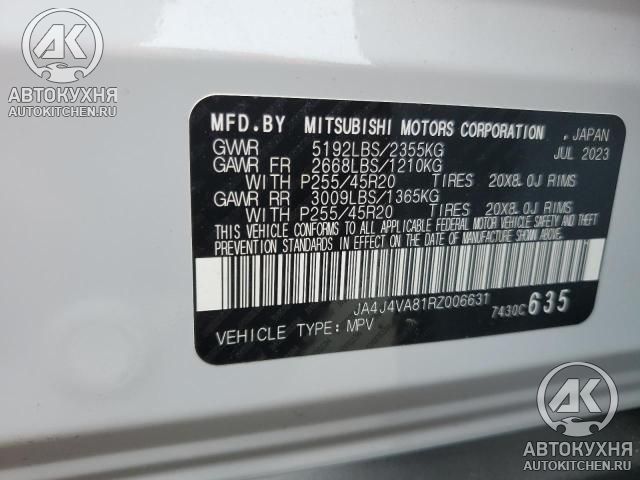 AK
АВТОКУХНЯ
AUTOKITCHEN.RU
MFD.BY MITSUBISHI MOTORS CORPORATION , JAPAN
GVWR 5192LBS/2355KG JUL 2023
GAWR FR 2668LBS/1210KG
WITH P255/45R20 TIRES 20X8.0J RIMS
GAWR RR 3009LBS/1365KG
WITH P255/45R20 TIRES 20X8.0J RIMS
THIS VEHICLE CONFORMS TO ALL APPLICABLE FEDERAL MOTOR VEHICLE SAFETY AND THEFT
PREVENTION STANDARDS IN EFFECT ON THE DATE OF MANUFACTURE SHOWN ABOVE.
JA4J4VA81RZ006631
VEHICLE TYPE: MPV 7430C 635
AK
АВТОКУХНЯ
AUTOKITCHEN.RU